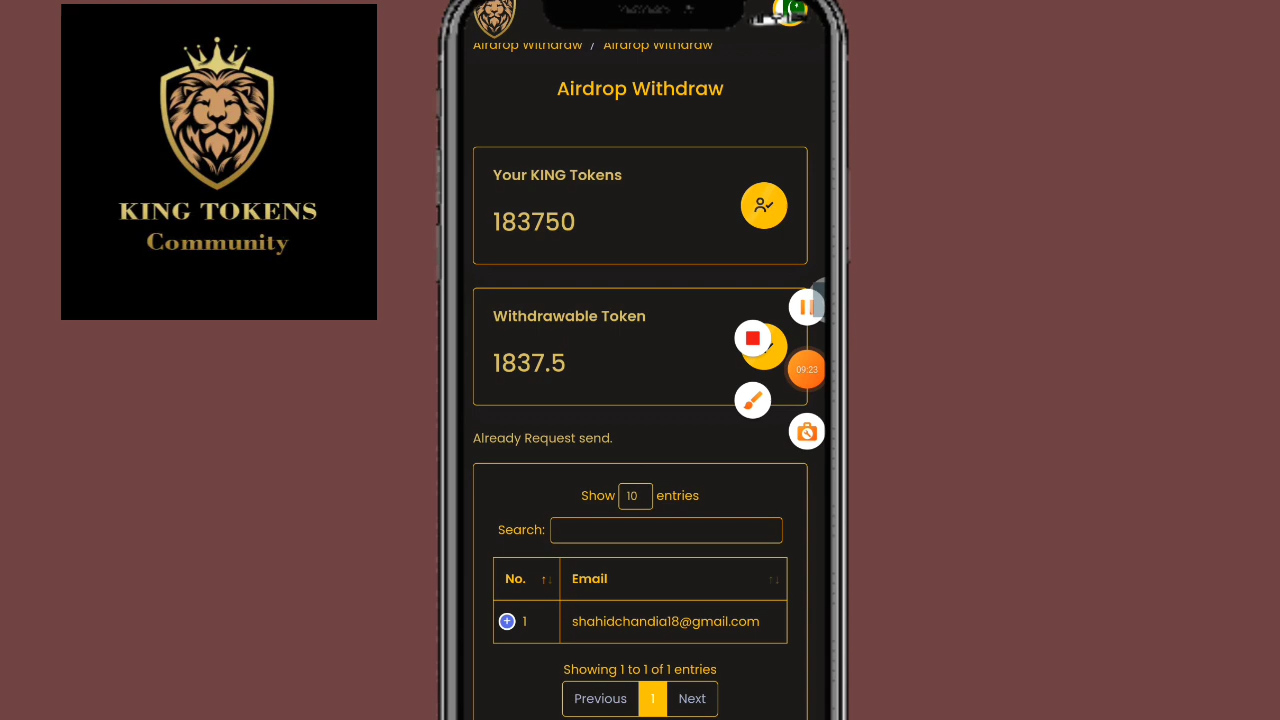 KING TOKENS
Community
Airdrop Withdraw / Airdrop Withdraw
Airdrop Withdraw
Your KING Tokens
183750
Withdrawable Token
1837.5
09:23
Already Request send.
Show 10 entries
Search:
No. Email
1 shahidchandia18@gmail.com
Showing 1 to 1 of 1 entries
Previous 1 Next